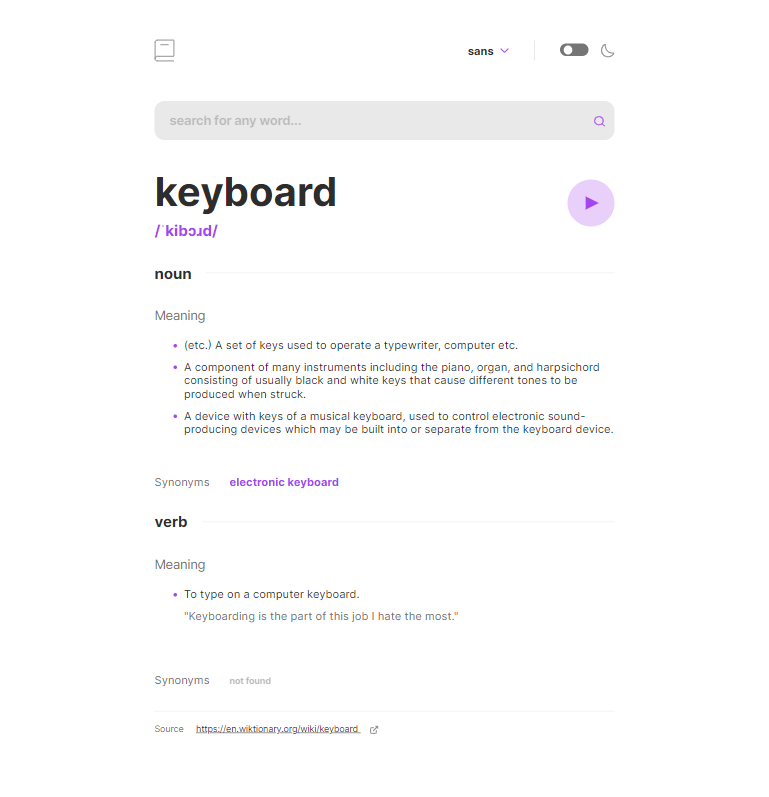 sans
search for any word...
keyboard
/ˈkibɔɹd/
noun
Meaning
(etc.) A set of keys used to operate a typewriter, computer etc.
A component of many instruments including the piano, organ, and harpsichord
consisting of usually black and white keys that cause different tones to be
produced when struck.
A device with keys of a musical keyboard, used to control electronic sound-
producing devices which may be built into or separate from the keyboard device.
Synonyms electronic keyboard
verb
Meaning
To type on a computer keyboard.
"Keyboarding is the part of this job I hate the most."
Synonyms not found
Source https://en.wiktionary.org/wiki/keyboard